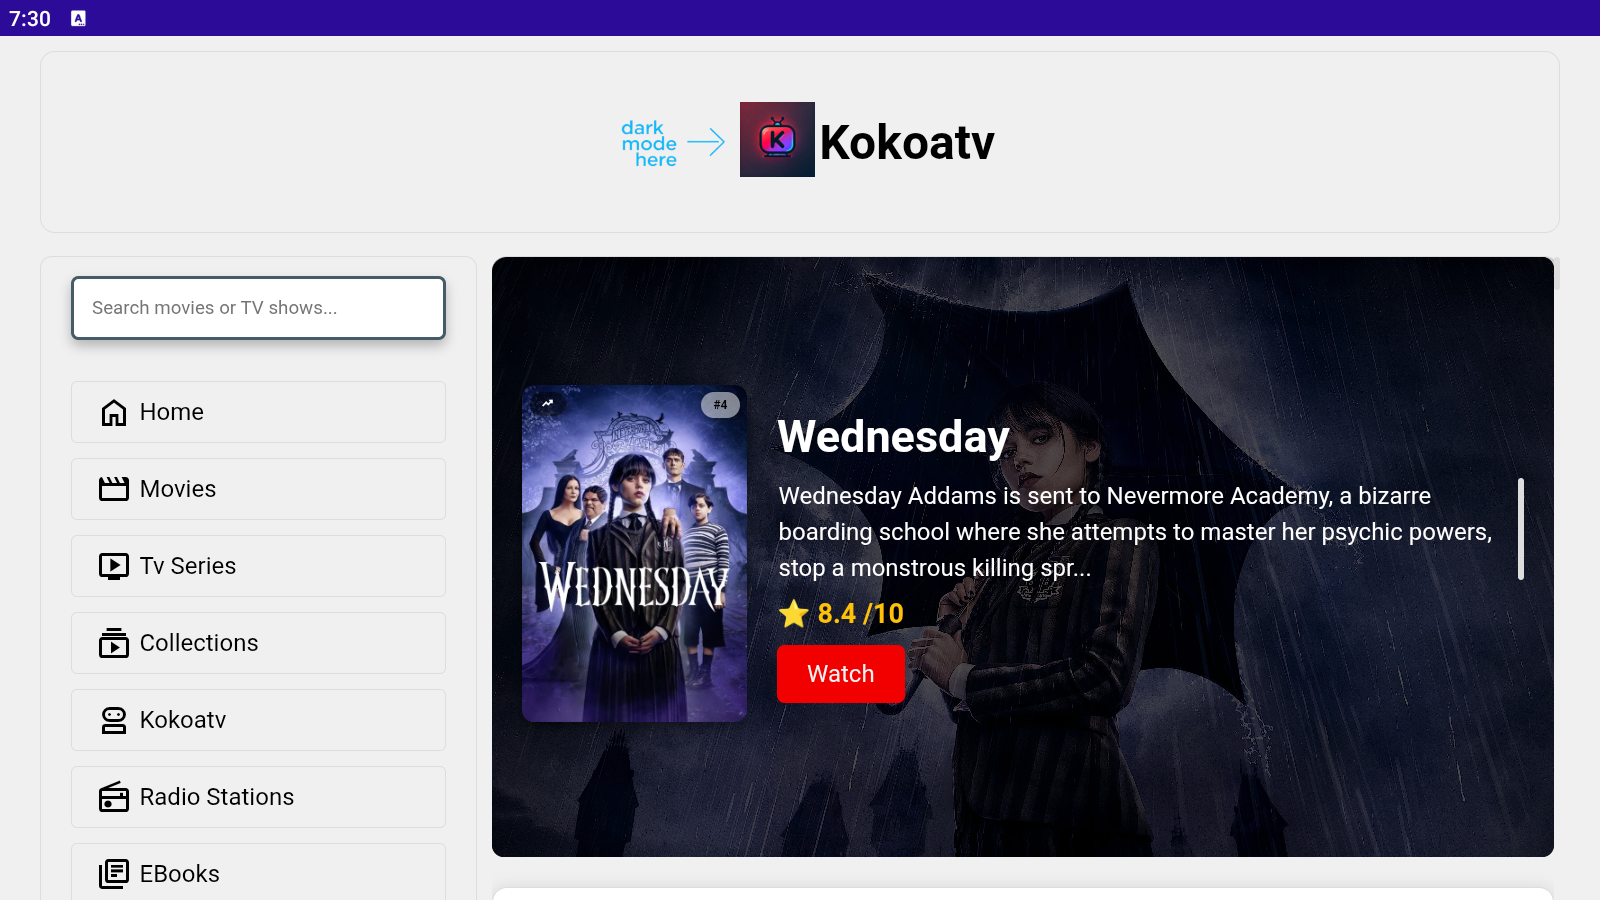 7:30
A
dark
mode
here
K
Kokoatv
Search movies or TV shows...
Home
Movies
Tv Series
Collections
Kokoatv
Radio Stations
EBooks
#4
WEDNESDAY
Wednesday
Wednesday Addams is sent to Nevermore Academy, a bizarre
boarding school where she attempts to master her psychic powers,
stop a monstrous killing spr...
8.4 /10
Watch